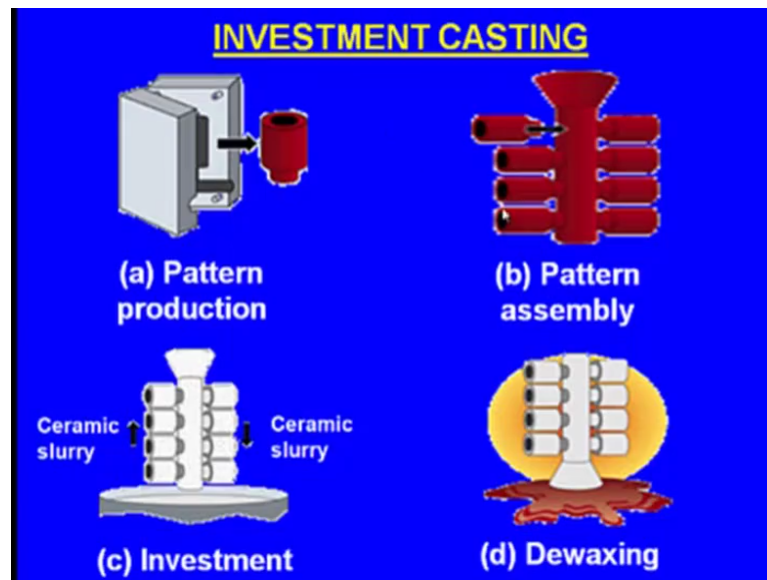 INVESTMENT CASTING
(a) Pattern
production
(b) Pattern
assembly
Ceramic
slurry
Ceramic
slurry
(c) Investment
(d) Dewaxing